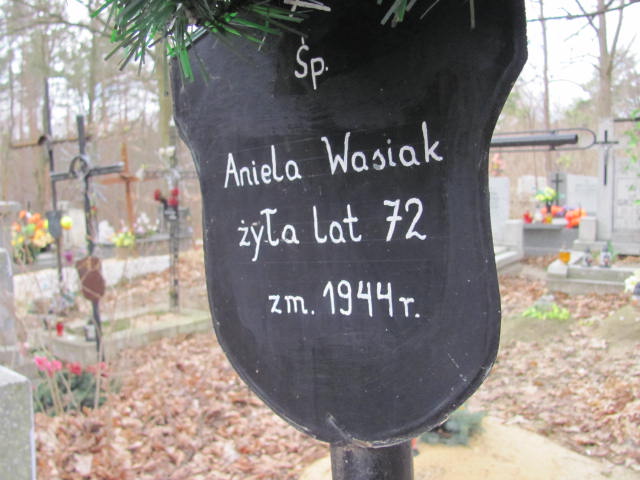 Śp.
Aniela Wasiak
żyła lat 72
zm. 1944 r.